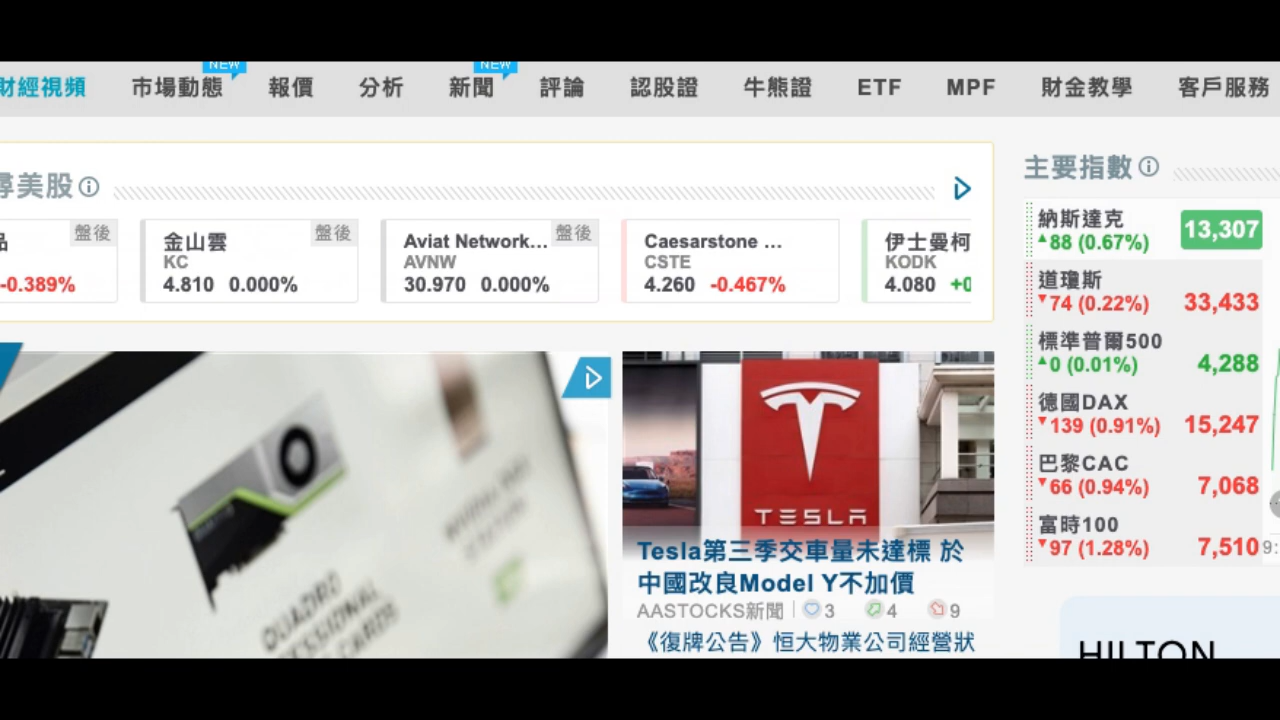 NEW NEW
財經視頻 市場動態 報價 分析 新聞 評論 認股證 牛熊證 ETF MPF 財金教學 客戶服務
尋美股
主要指數
盤後 盤後 盤後
金山雲 Aviat Network... Caesarstone ... 伊士曼柯
KC AVNW CSTE KODK
-0.389% 4.810 0.000% 30.970 0.000% 4.260 -0.467% 4.080 +0
納斯達克
88 (0.67%) 13,307
道瓊斯
74 (0.22%) 33,433
標準普爾500
0 (0.01%) 4,288
德國DAX
139 (0.91%) 15,247
巴黎CAC
66 (0.94%) 7,068
富時100
97 (1.28%) 7,510
QUADRO
TESLA
Tesla第三季交車量未達標 於
中國改良Model Y不加價
AASTOCKS新聞 3 4 9
《復牌公告》恒大物業公司經營狀
HILTON